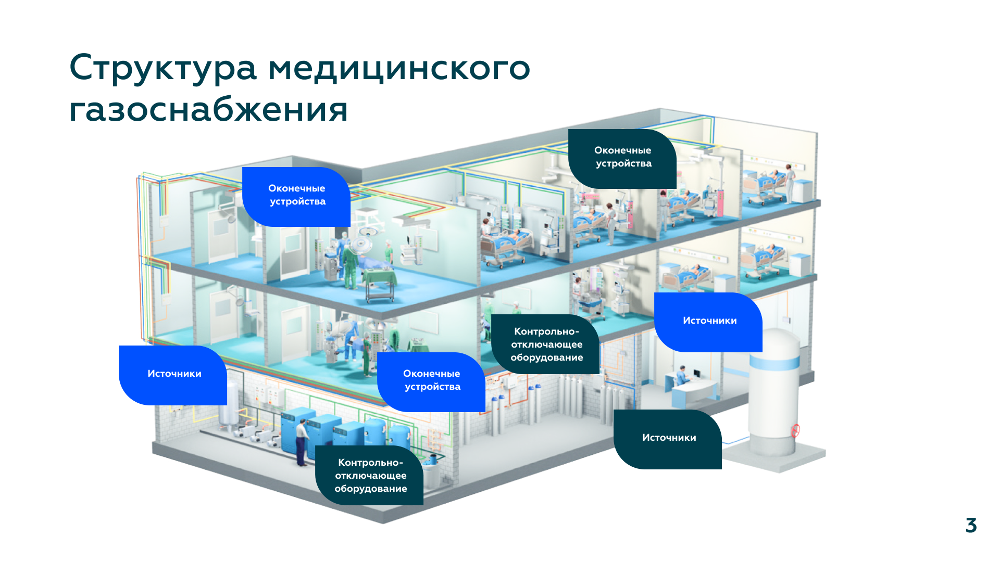 Структура медицинского
газоснабжения
Оконечные
устройства
Оконечные
устройства
Источники
Контрольно-
отключающее
оборудование
Источники
Оконечные
устройства
Источники
Контрольно-
отключающее
оборудование
3